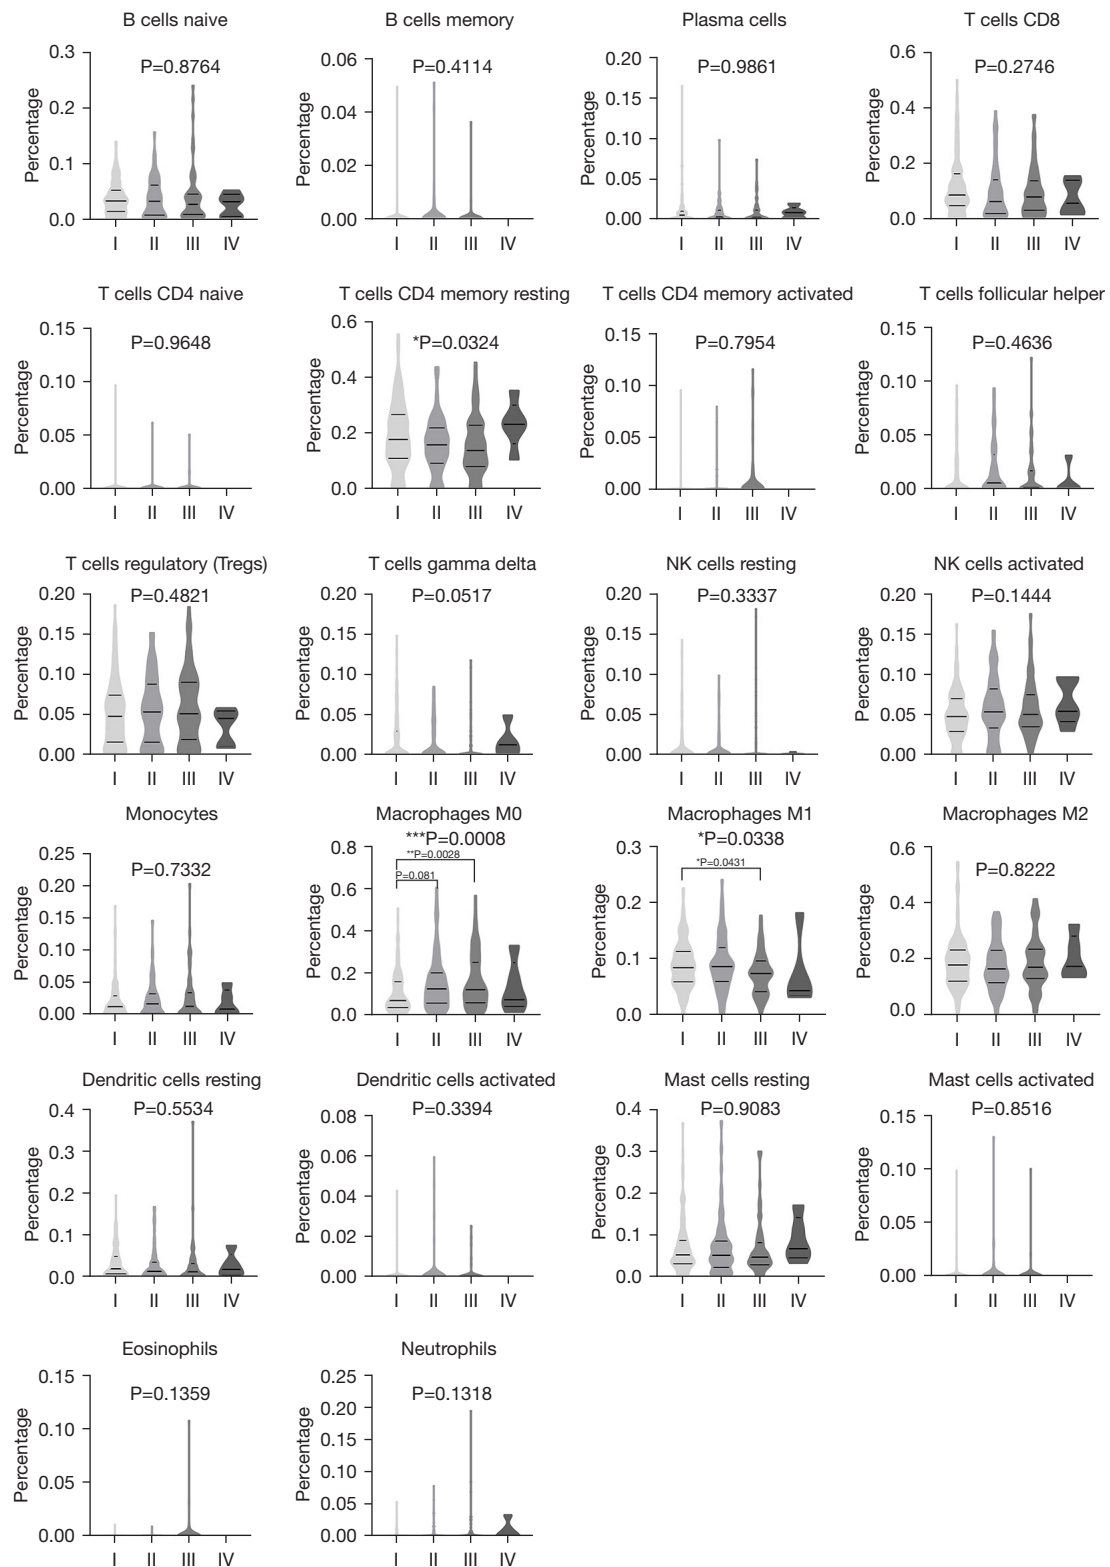 B cells naive
B cells memory
Plasma cells
T cells CD8
Percentage
0.3
0.2
0.1
0.0
P=0.8764
I II III IV
Percentage
0.06
0.04
0.02
0.00
P=0.4114
I II III IV
Percentage
0.20
0.15
0.10
0.05
0.00
P=0.9861
I II III IV
Percentage
0.6
0.4
0.2
0.0
P=0.2746
I II III IV
T cells CD4 naive
T cells CD4 memory resting
T cells CD4 memory activated
T cells follicular helper
Percentage
0.15
0.10
0.05
0.00
P=0.9648
I II III IV
Percentage
0.6
0.4
0.2
0.0
*P=0.0324
I II III IV
Percentage
0.15
0.10
0.05
0.00
P=0.7954
I II III IV
Percentage
0.15
0.10
0.05
0.00
P=0.4636
I II III IV
T cells regulatory (Tregs)
T cells gamma delta
NK cells resting
NK cells activated
Percentage
0.20
0.15
0.10
0.05
0.00
P=0.4821
I II III IV
Percentage
0.20
0.15
0.10
0.05
0.00
P=0.0517
I II III IV
Percentage
0.20
0.15
0.10
0.05
0.00
P=0.3337
I II III IV
Percentage
0.20
0.15
0.10
0.05
0.00
P=0.1444
I II III IV
Monocytes
Macrophages M0
Macrophages M1
Macrophages M2
Percentage
0.25
0.20
0.15
0.10
0.05
0.00
P=0.7332
I II III IV
Percentage
0.8
0.6
0.4
0.2
0.0
***P=0.0008
**P=0.0028
P=0.081
I II III IV
Percentage
0.3
0.2
0.1
0.0
*P=0.0338
*P=0.0431
I II III IV
Percentage
0.6
0.4
0.2
0.0
P=0.8222
I II III IV
Dendritic cells resting
Dendritic cells activated
Mast cells resting
Mast cells activated
Percentage
0.4
0.3
0.2
0.1
0.0
P=0.5534
I II III IV
Percentage
0.08
0.06
0.04
0.02
0.00
P=0.3394
I II III IV
Percentage
0.4
0.3
0.2
0.1
0.0
P=0.9083
I II III IV
Percentage
0.15
0.10
0.05
0.00
P=0.8516
I II III IV
Eosinophils
Neutrophils
Percentage
0.15
0.10
0.05
0.00
P=0.1359
I II III IV
Percentage
0.25
0.20
0.15
0.10
0.05
0.00
P=0.1318
I II III IV